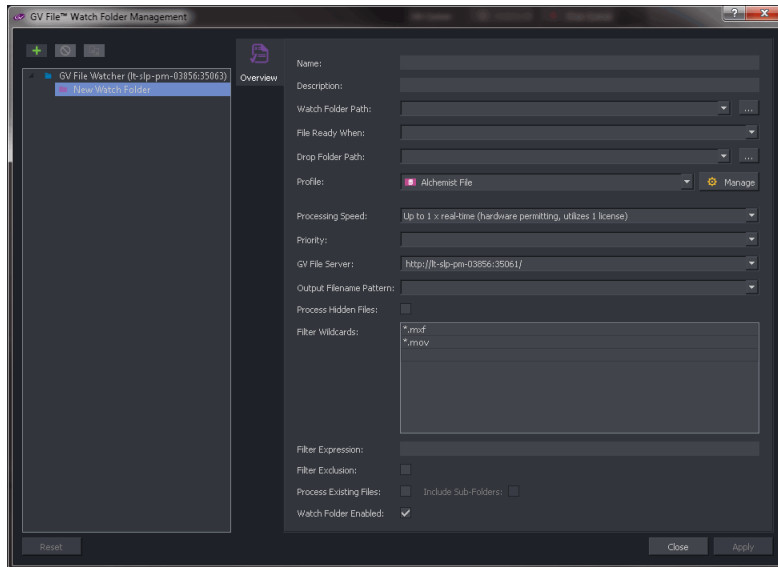 GV File™ Watch Folder Management
GV File Watcher (lt-slp-pm-03856:35063)
New Watch Folder
Overview
Name:
Description:
Watch Folder Path:
...
File Ready When:
Drop Folder Path:
...
Profile:
Alchemist File
Manage
Processing Speed:
Up to 1 x real-time (hardware permitting, utilizes 1 license)
Priority:
GV File Server:
http://lt-slp-pm-03856:35061/
Output Filename Pattern:
Process Hidden Files:
Filter Wildcards:
*.mxf
*.mov
Filter Expression:
Filter Exclusion:
Process Existing Files:
Include Sub-Folders:
Watch Folder Enabled:
Reset
Close
Apply